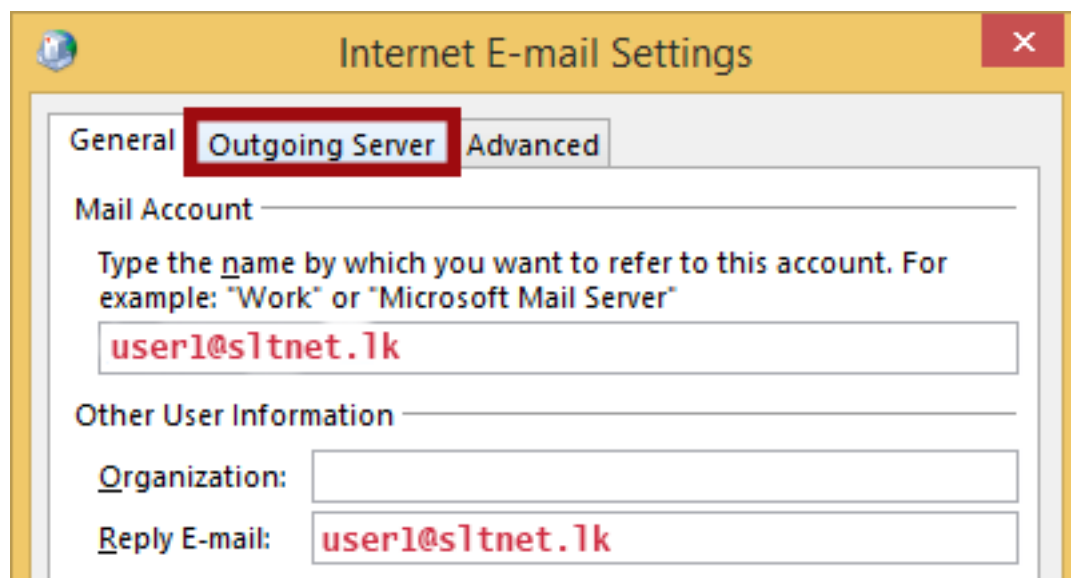 Internet E-mail Settings
General Outgoing Server Advanced
Mail Account
Type the name by which you want to refer to this account. For
example: "Work" or "Microsoft Mail Server"
user1@sltnet.lk
Other User Information
Organization:
Reply E-mail: user1@sltnet.lk